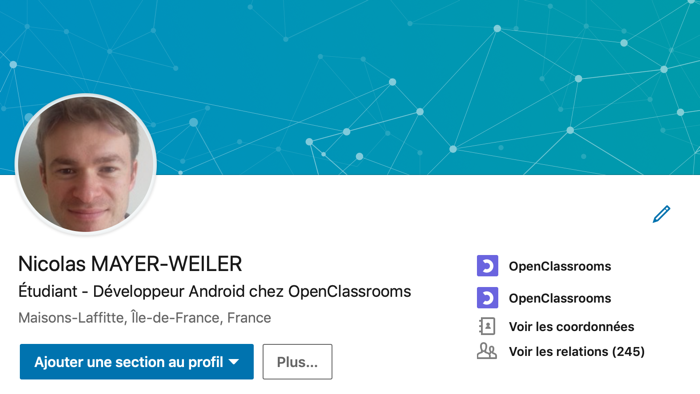 Nicolas MAYER-WEILER
Étudiant - Développeur Android chez OpenClassrooms
Maisons-Laffitte, Île-de-France, France
Ajouter une section au profil
Plus...
OpenClassrooms
OpenClassrooms
Voir les coordonnées
Voir les relations (245)